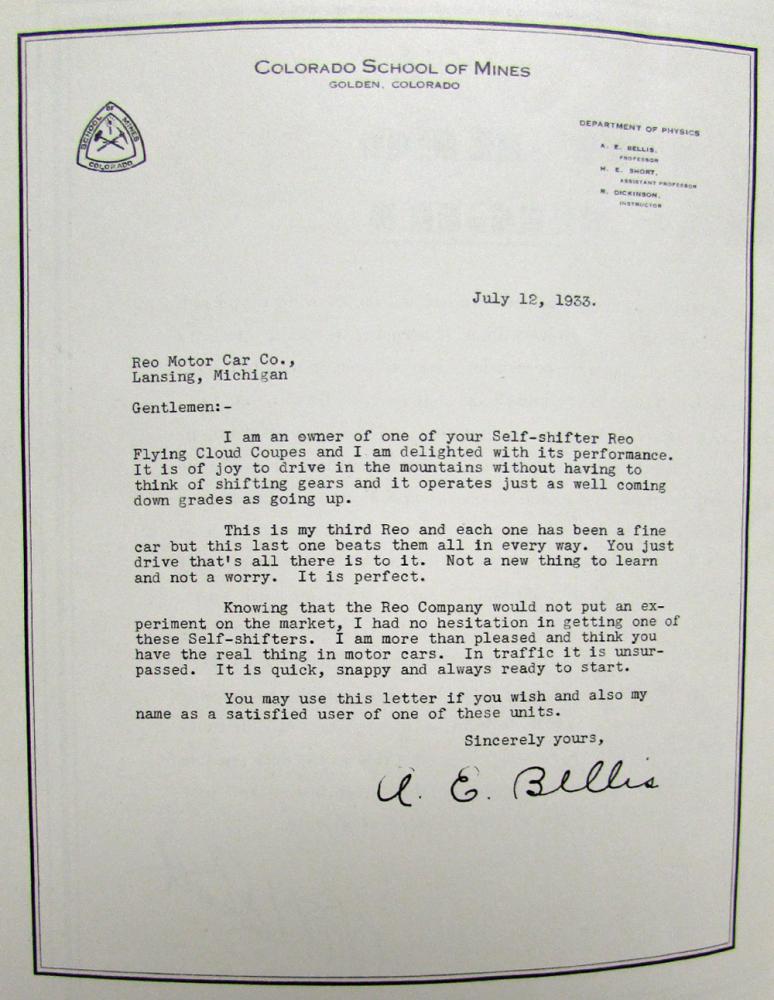 COLORADO SCHOOL OF MINES
GOLDEN, COLORADO
SCHOOL OF MINES
COLORADO
DEPARTMENT OF PHYSICS
A. E. BELLIS,
PROFESSOR
H. E. SHORT,
ASSISTANT PROFESSOR
R. DICKINSON,
INSTRUCTOR
July 12, 1933.
Reo Motor Car Co.,
Lansing, Michigan
Gentlemen:-
I am an owner of one of your Self-shifter Reo
Flying Cloud Coupes and I am delighted with its performance.
It is of joy to drive in the mountains without having to
think of shifting gears and it operates just as well coming
down grades as going up.
This is my third Reo and each one has been a fine
car but this last one beats them all in every way. You just
drive that's all there is to it. Not a new thing to learn
and not a worry. It is perfect.
Knowing that the Reo Company would not put an ex-
periment on the market, I had no hesitation in getting one of
these Self-shifters. I am more than pleased and think you
have the real thing in motor cars. In traffic it is unsur-
passed. It is quick, snappy and always ready to start.
You may use this letter if you wish and also my
name as a satisfied user of one of these units.
Sincerely yours,
A. E. Bellis